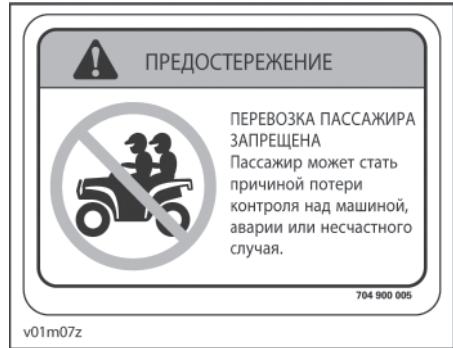 ПРЕДОСТЕРЕЖЕНИЕ
ПЕРЕВОЗКА ПАССАЖИРА
ЗАПРЕЩЕНА
Пассажир может стать
причиной потери
контроля над машиной,
аварии или несчастного
случая.
704 900 005
v01m07z